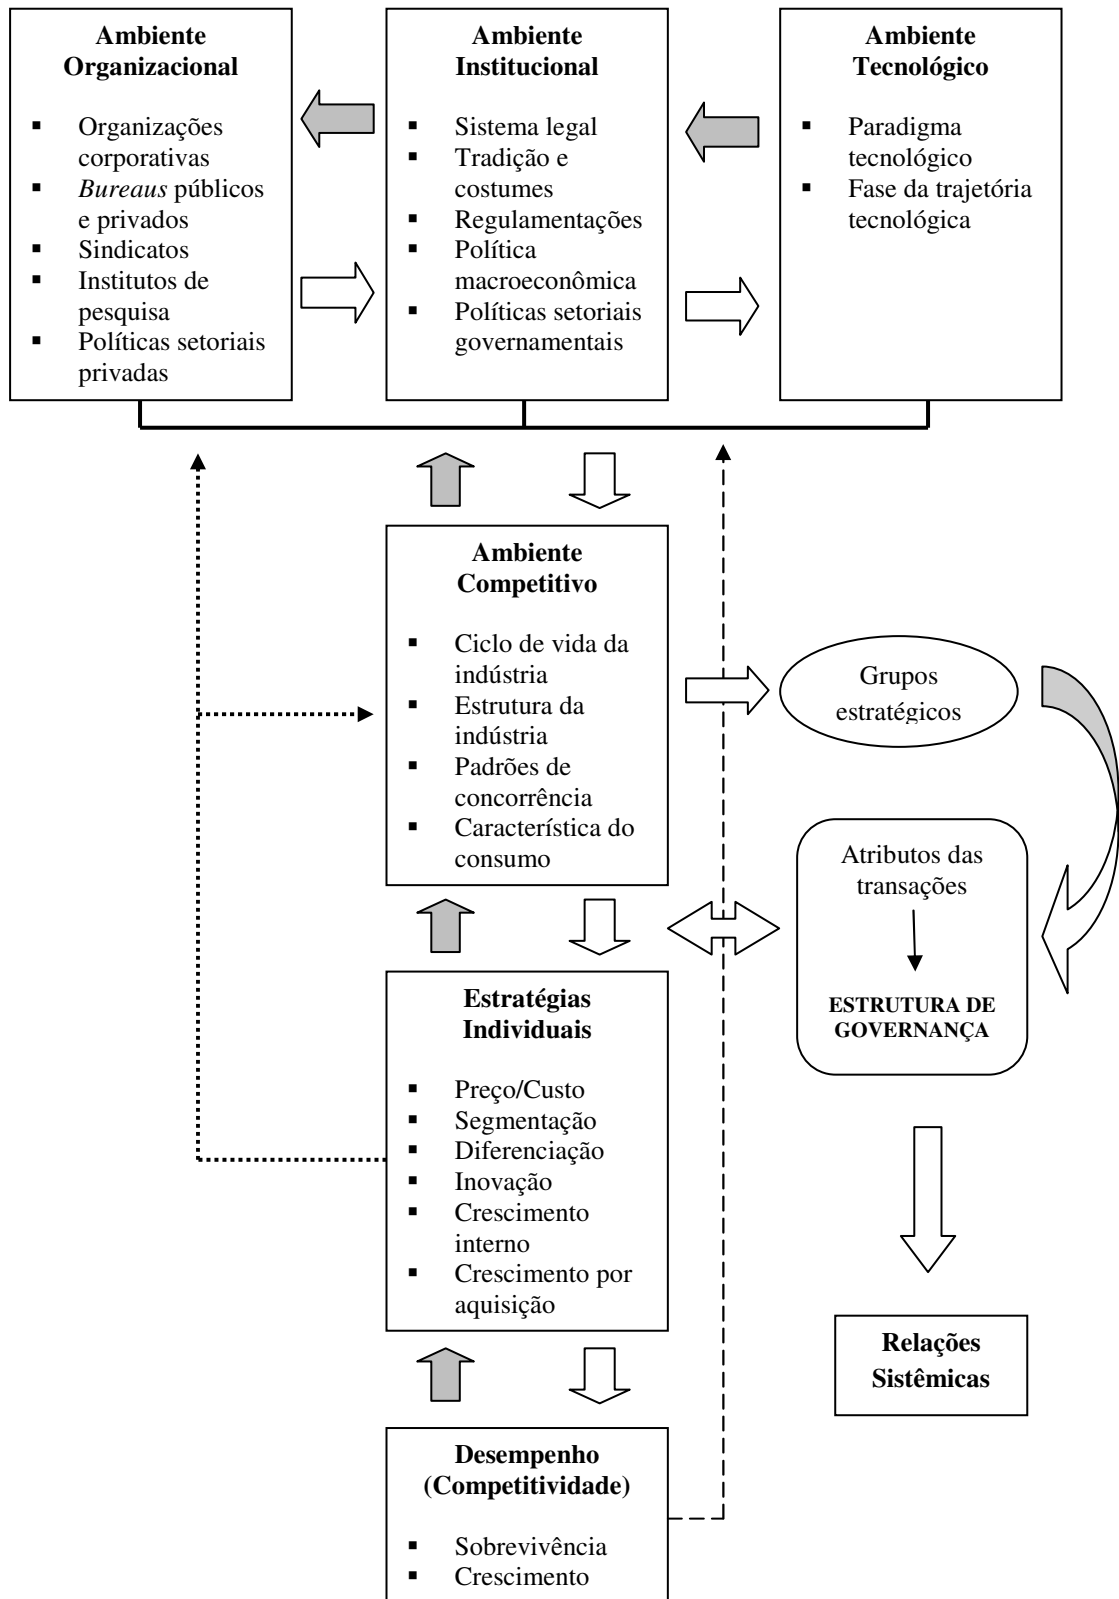 Ambiente
Organizacional
▪ Organizações
corporativas
▪ Bureaus públicos
e privados
▪ Sindicatos
▪ Institutos de
pesquisa
▪ Políticas setoriais
privadas
Ambiente
Institucional
▪ Sistema legal
▪ Tradição e
costumes
▪ Regulamentações
▪ Política
macroeconômica
▪ Políticas setoriais
governamentais
Ambiente
Tecnológico
▪ Paradigma
tecnológico
▪ Fase da trajetória
tecnológica
Ambiente
Competitivo
▪ Ciclo de vida da
indústria
▪ Estrutura da
indústria
▪ Padrões de
concorrência
▪ Característica do
consumo
Grupos
estratégicos
Atributos das
transações
ESTRUTURA DE
GOVERNANÇA
Estratégias
Individuais
▪ Preço/Custo
▪ Segmentação
▪ Diferenciação
▪ Inovação
▪ Crescimento
interno
▪ Crescimento por
aquisição
Relações
Sistêmicas
Desempenho
(Competitividade)
▪ Sobrevivência
▪ Crescimento